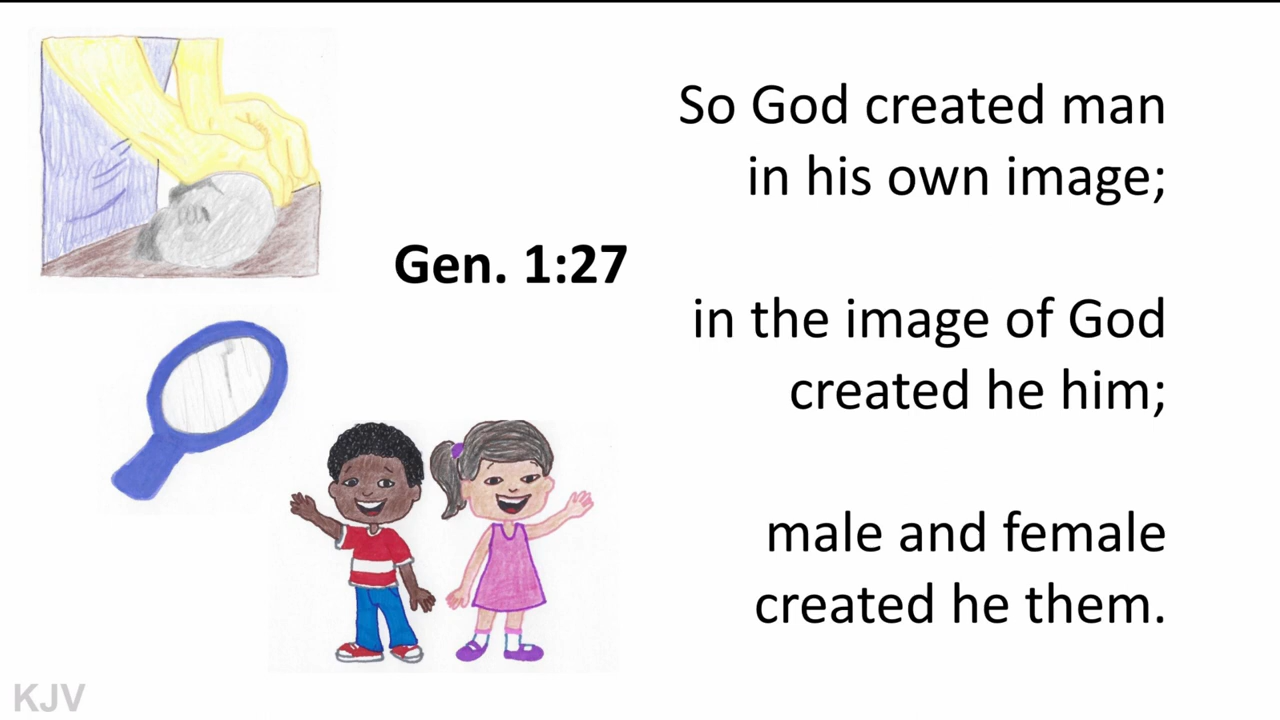 So God created man
in his own image;
Gen. 1:27
in the image of God
created he him;
male and female
created he them.
KJV